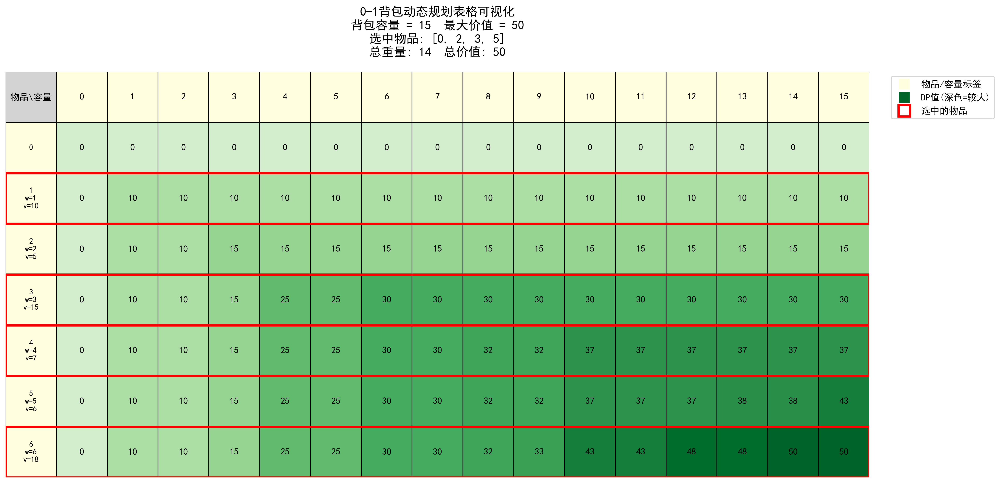 0-1背包动态规划表格可视化
背包容量 = 15  最大价值 = 50
选中物品: [0, 2, 3, 5]
总重量: 14  总价值: 50
物品\容量 0 1 2 3 4 5 6 7 8 9 10 11 12 13 14 15
0 0 0 0 0 0 0 0 0 0 0 0 0 0 0 0 0
1
w=1
v=10
0 10 10 10 10 10 10 10 10 10 10 10 10 10 10 10
2
w=2
v=5
0 10 10 15 15 15 15 15 15 15 15 15 15 15 15 15
3
w=3
v=15
0 10 10 15 25 25 30 30 30 30 30 30 30 30 30 30
4
w=4
v=7
0 10 10 15 25 25 30 30 32 32 37 37 37 37 37 37
5
w=5
v=6
0 10 10 15 25 25 30 30 32 32 37 37 37 38 38 43
6
w=6
v=18
0 10 10 15 25 25 30 30 32 33 43 43 48 48 50 50
物品/容量标签
DP值(深色=较大)
选中的物品